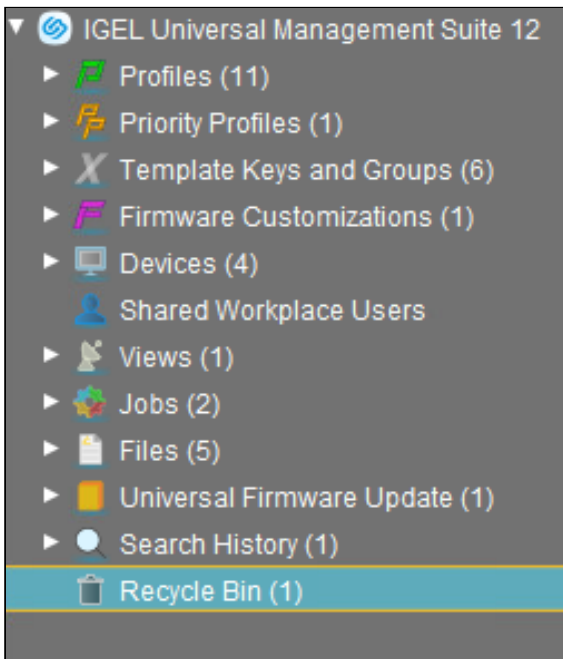 IGEL Universal Management Suite 12
Profiles (11)
Priority Profiles (1)
Template Keys and Groups (6)
Firmware Customizations (1)
Devices (4)
Shared Workplace Users
Views (1)
Jobs (2)
Files (5)
Universal Firmware Update (1)
Search History (1)
Recycle Bin (1)